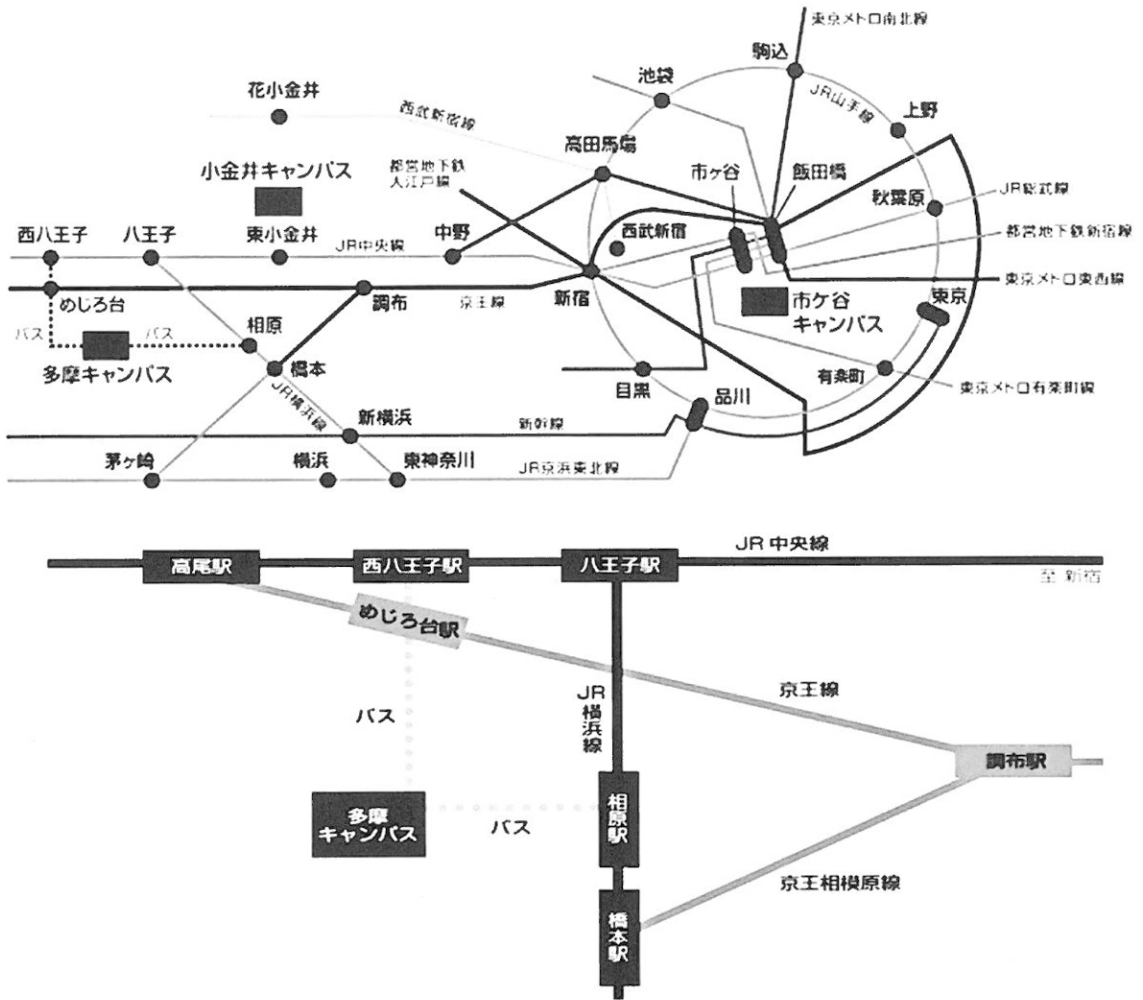 東京メトロ南北線
駒込
池袋
JR山手線
上野
花小金井
西武新宿線
高田馬場
小金井キャンパス
都営地下鉄
大江戸線
市ヶ谷
飯田橋
秋葉原
JR総武線
西八王子
八王子
東小金井
JR中央線
中野
西武新宿
都営地下鉄新宿線
めじろ台
調布
京王線
新宿
市ケ谷
キャンパス
東京
東京メトロ東西線
バス
バス
相原
多摩キャンパス
橋本
目黒
品川
有楽町
東京メトロ有楽町線
JR横浜線
新横浜
新幹線
茅ヶ崎
横浜
東神奈川
JR京浜東北線
JR中央線
高尾駅
西八王子駅
八王子駅
至 新宿
めじろ台駅
京王線
バス
JR横浜線
調布駅
多摩
キャンパス
バス
相原駅
京王相模原線
橋本駅